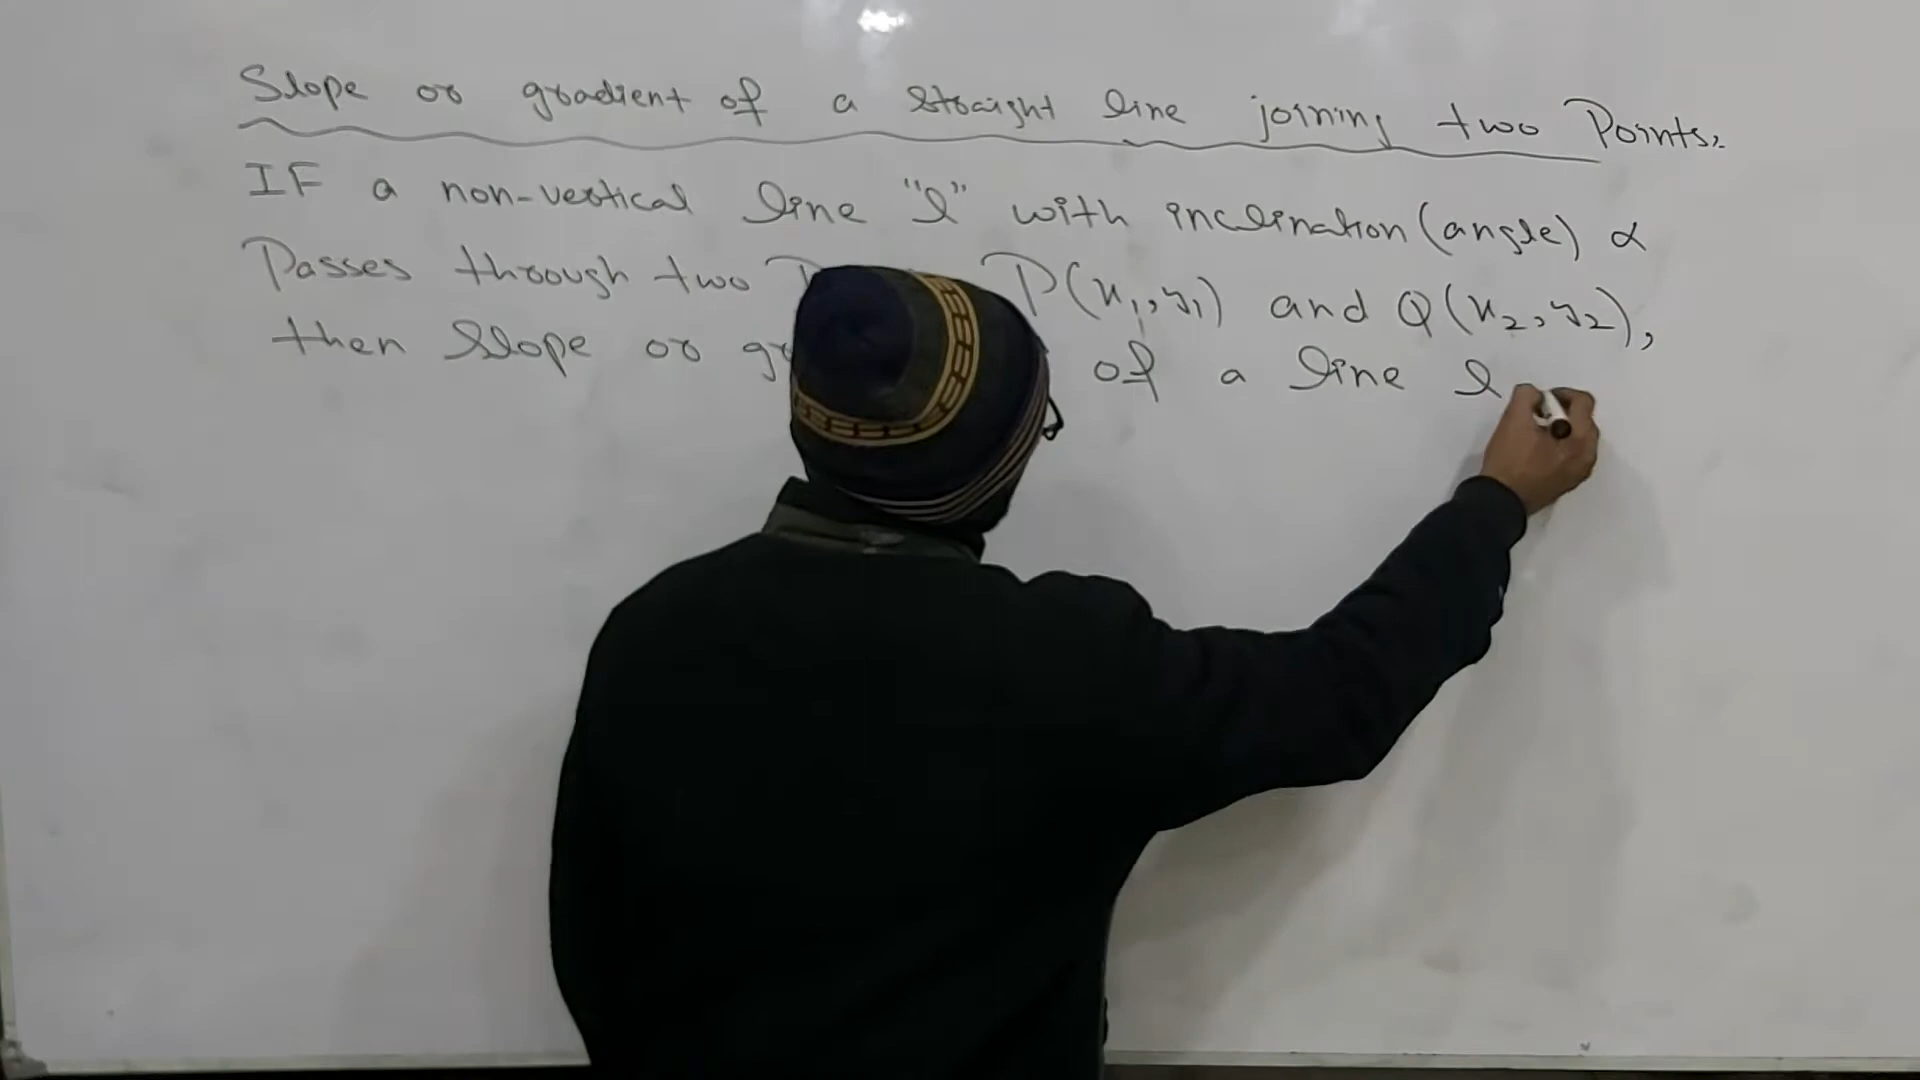 Slope or gradient of a straight line joining two Points.
IF a non-vertical line "l" with inclination (angle) α
Passes through two P(x₁, y₁) and Q(x₂, y₂),
then slope or of a line l